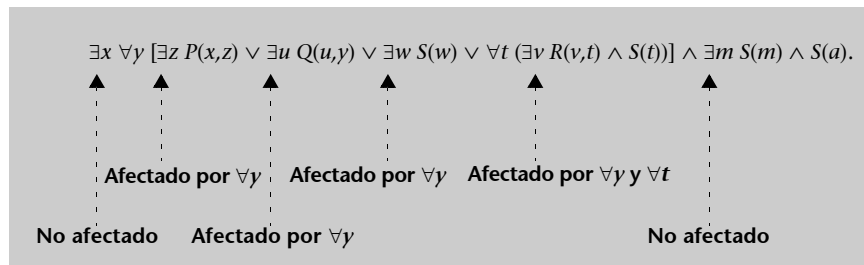 ∃x ∀y [∃z P(x,z) ∨ ∃u Q(u,y) ∨ ∃w S(w) ∨ ∀t (∃v R(v,t) ∧ S(t))] ∧ ∃m S(m) ∧ S(a).
Afectado por ∀y Afectado por ∀y Afectado por ∀y y ∀t
No afectado Afectado por ∀y No afectado